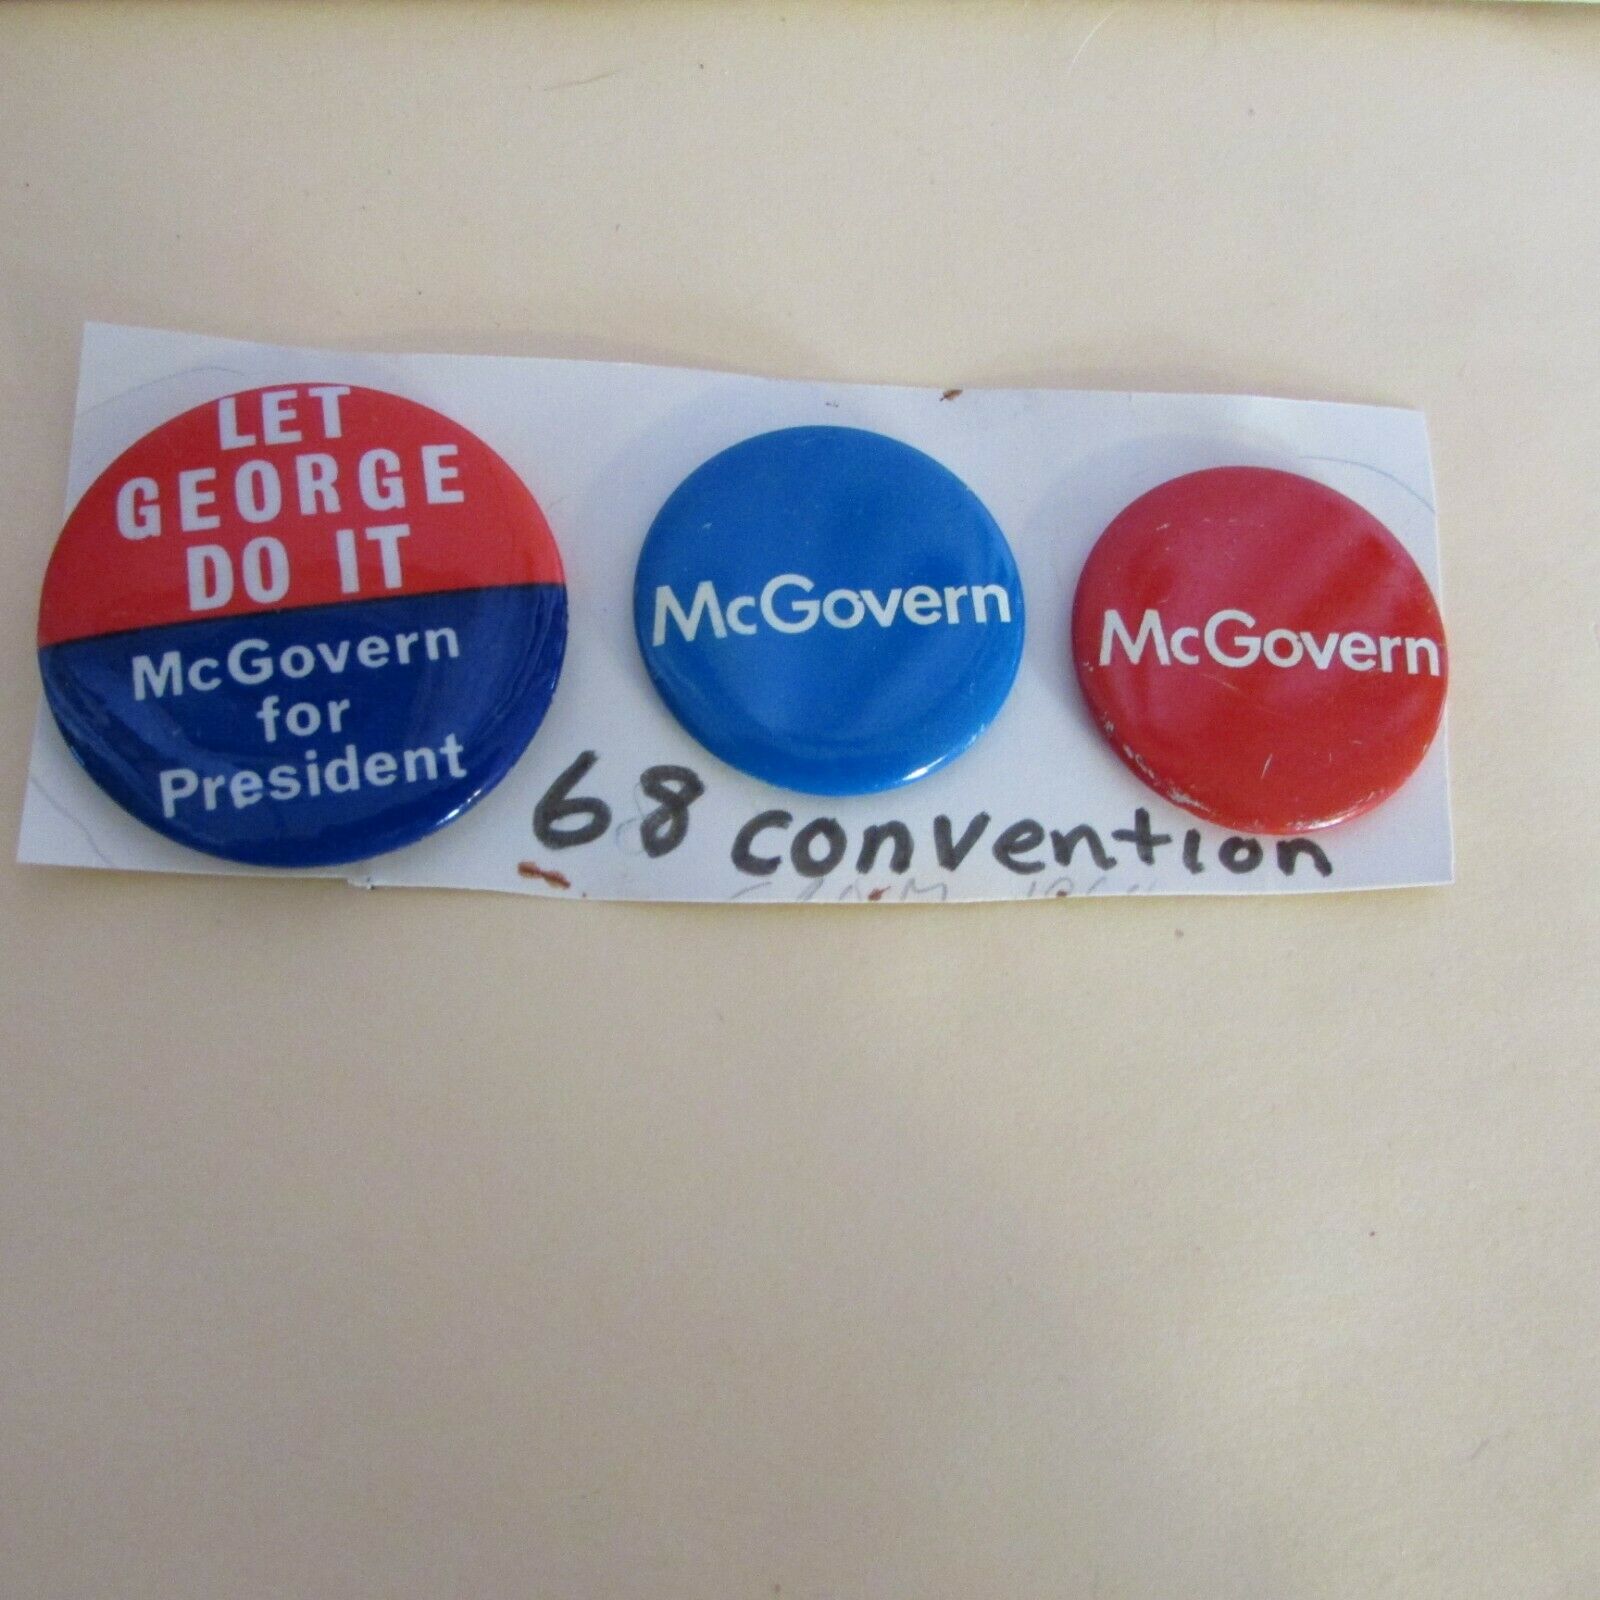 LET
GEORGE
DO IT
McGovern
for
President
McGovern
McGovern
68 convention